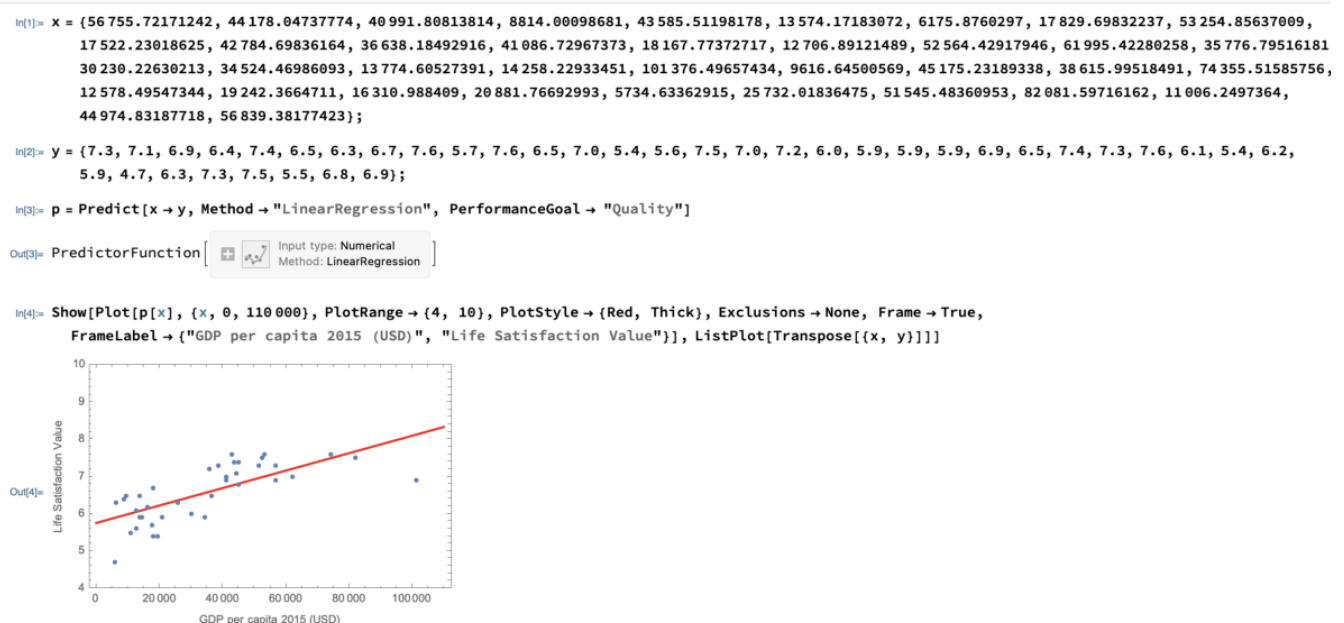 In[1]:= x = {56 755.72171242, 44 178.04737774, 40 991.80813814, 8814.00098681, 43 585.51198178, 13 574.17183072, 6175.8760297, 17 829.69832237, 53 254.85637009,
17 522.23018625, 42 784.69836164, 36 638.18492916, 41 086.72967373, 18 167.77372717, 12 706.89121489, 52 564.42917946, 61 995.42280258, 35 776.79516181
30 230.22630213, 34 524.46986093, 13 774.60527391, 14 258.22933451, 101 376.49657434, 9616.64500569, 45 175.23189338, 38 615.99518491, 74 355.51585756,
12 578.49547344, 19 242.3664711, 16 310.988409, 20 881.76692993, 5734.63362915, 25 732.01836475, 51 545.48360953, 82 081.59716162, 11 006.2497364,
44 974.83187718, 56 839.38177423};
In[2]:= y = {7.3, 7.1, 6.9, 6.4, 7.4, 6.5, 6.3, 6.7, 7.6, 5.7, 7.6, 6.5, 7.0, 5.4, 5.6, 7.5, 7.0, 7.2, 6.0, 5.9, 5.9, 5.9, 6.9, 6.5, 7.4, 7.3, 7.6, 6.1, 5.4, 6.2,
5.9, 4.7, 6.3, 7.3, 7.5, 5.5, 6.8, 6.9};
In[3]:= p = Predict[x → y, Method → "LinearRegression", PerformanceGoal → "Quality"]
Out[3]= PredictorFunction[
Input type: Numerical
Method: LinearRegression
]
In[4]:= Show[Plot[p[x], {x, 0, 110 000}, PlotRange → {4, 10}, PlotStyle → {Red, Thick}, Exclusions → None, Frame → True,
FrameLabel → {"GDP per capita 2015 (USD)", "Life Satisfaction Value"}], ListPlot[Transpose[{x, y}]]]
Out[4]=
Life Satisfaction Value
10
9
8
7
6
5
4
0 20 000 40 000 60 000 80 000 100 000
GDP per capita 2015 (USD)